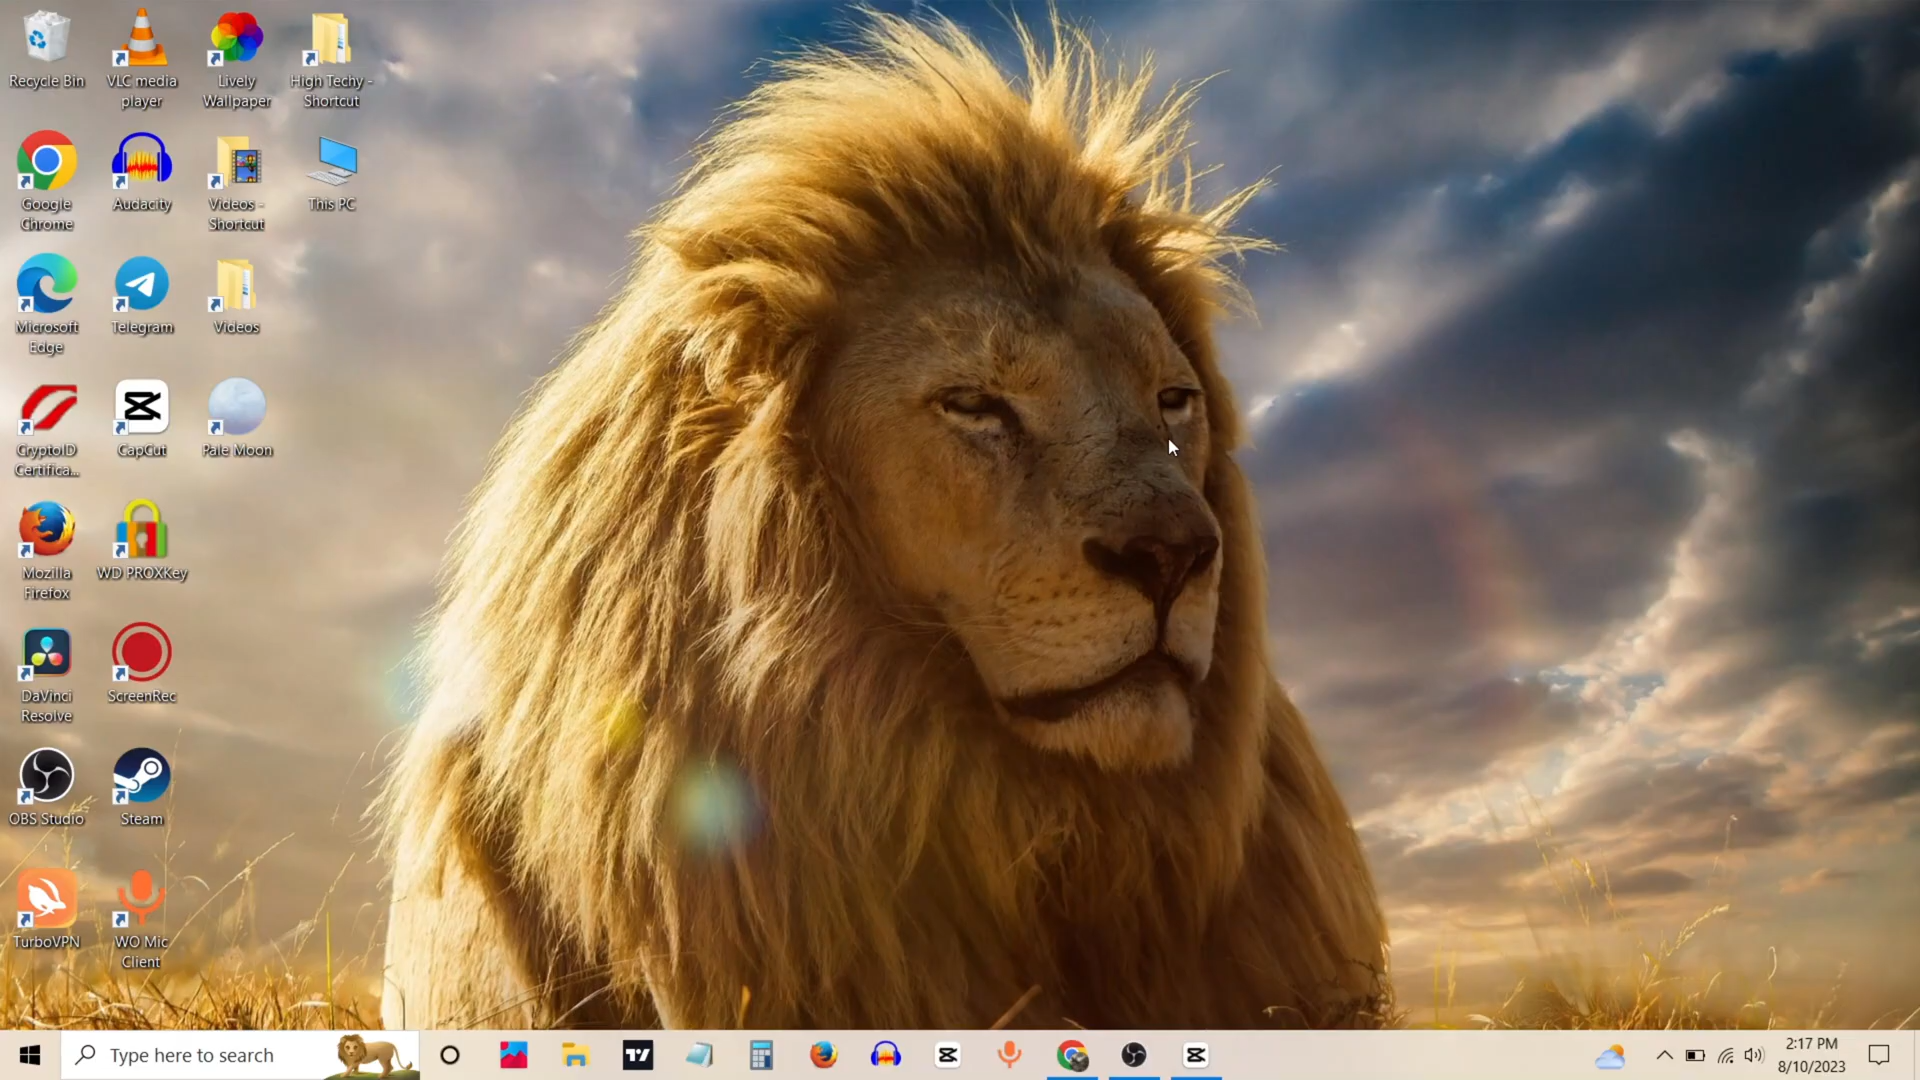 Recycle Bin
VLC media
player
Lively
Wallpaper
High Techy -
Shortcut
Google
Chrome
Audacity
Videos -
Shortcut
This PC
Microsoft
Edge
Telegram
Videos
CryptoID
Certifica...
CapCut
Pale Moon
Mozilla
Firefox
WD PROXKey
DaVinci
Resolve
ScreenRec
OBS Studio
Steam
TurboVPN
WO Mic
Client
Type here to search
2:17 PM
8/10/2023